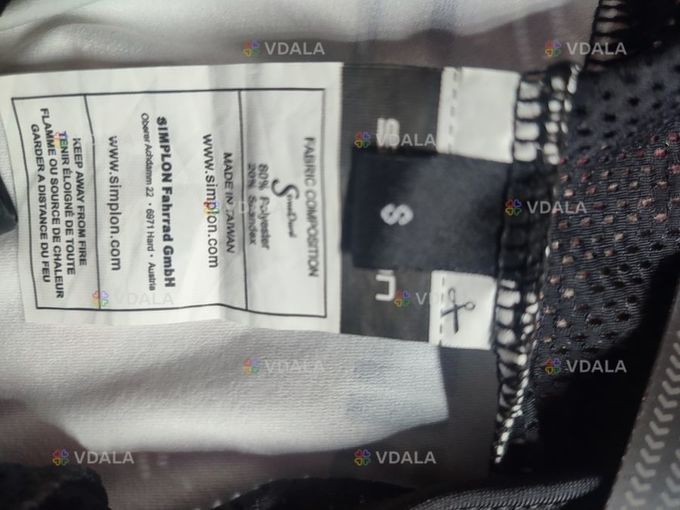 S
FABRIC COMPOSITION
80% Polyester
20% Spandex
MADE IN TAIWAN
www.simplon.com
SIMPLON Fahrrad GmbH
Oberer Achdamm 22 • 6971 Hard • Austria
www.simplon.com
KEEP AWAY FROM FIRE
TENIR ÉLOIGNÉ DE TOUTE
FLAMME OU SOURCE DE CHALEUR
GARDER A DISTANCE DU FEU
VDALA
VDALA
VDALA
VDALA
VDALA
VDALA
VDALA
VDALA
VDALA
VDALA
VDALA